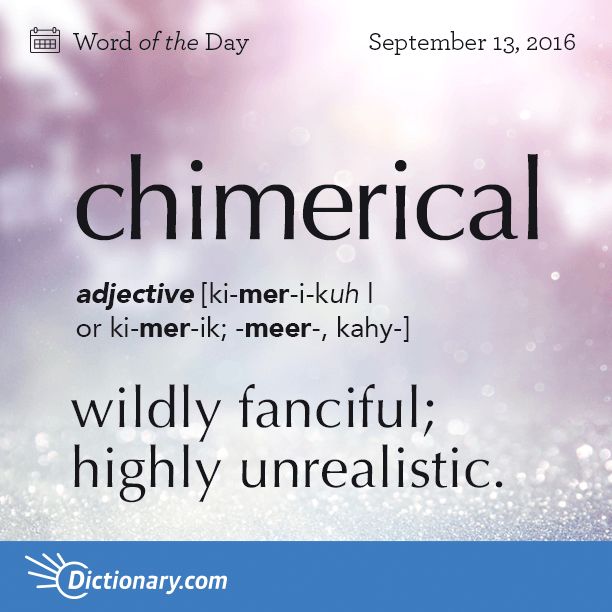 Word of the Day
September 13, 2016
chimerical
adjective [ki-mer-i-kuh l
or ki-mer-ik; -meer-, kahy-]
wildly fanciful;
highly unrealistic.
Dictionary.com